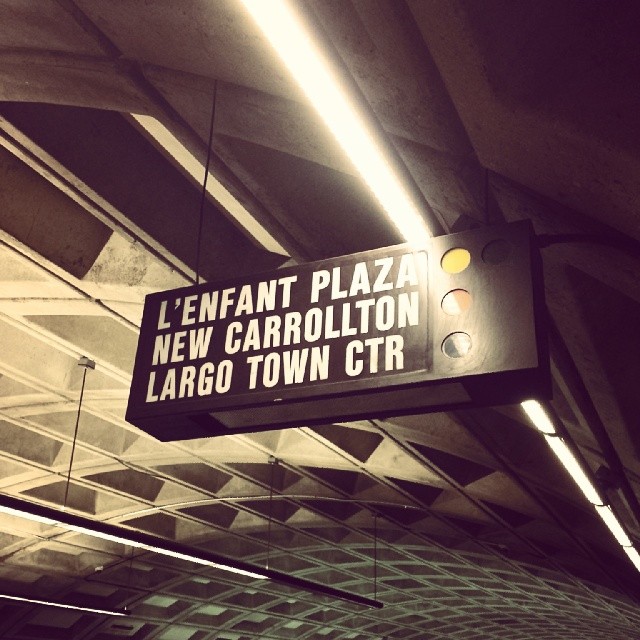 L'ENFANT PLAZA
NEW CARROLLTON
LARGO TOWN CTR